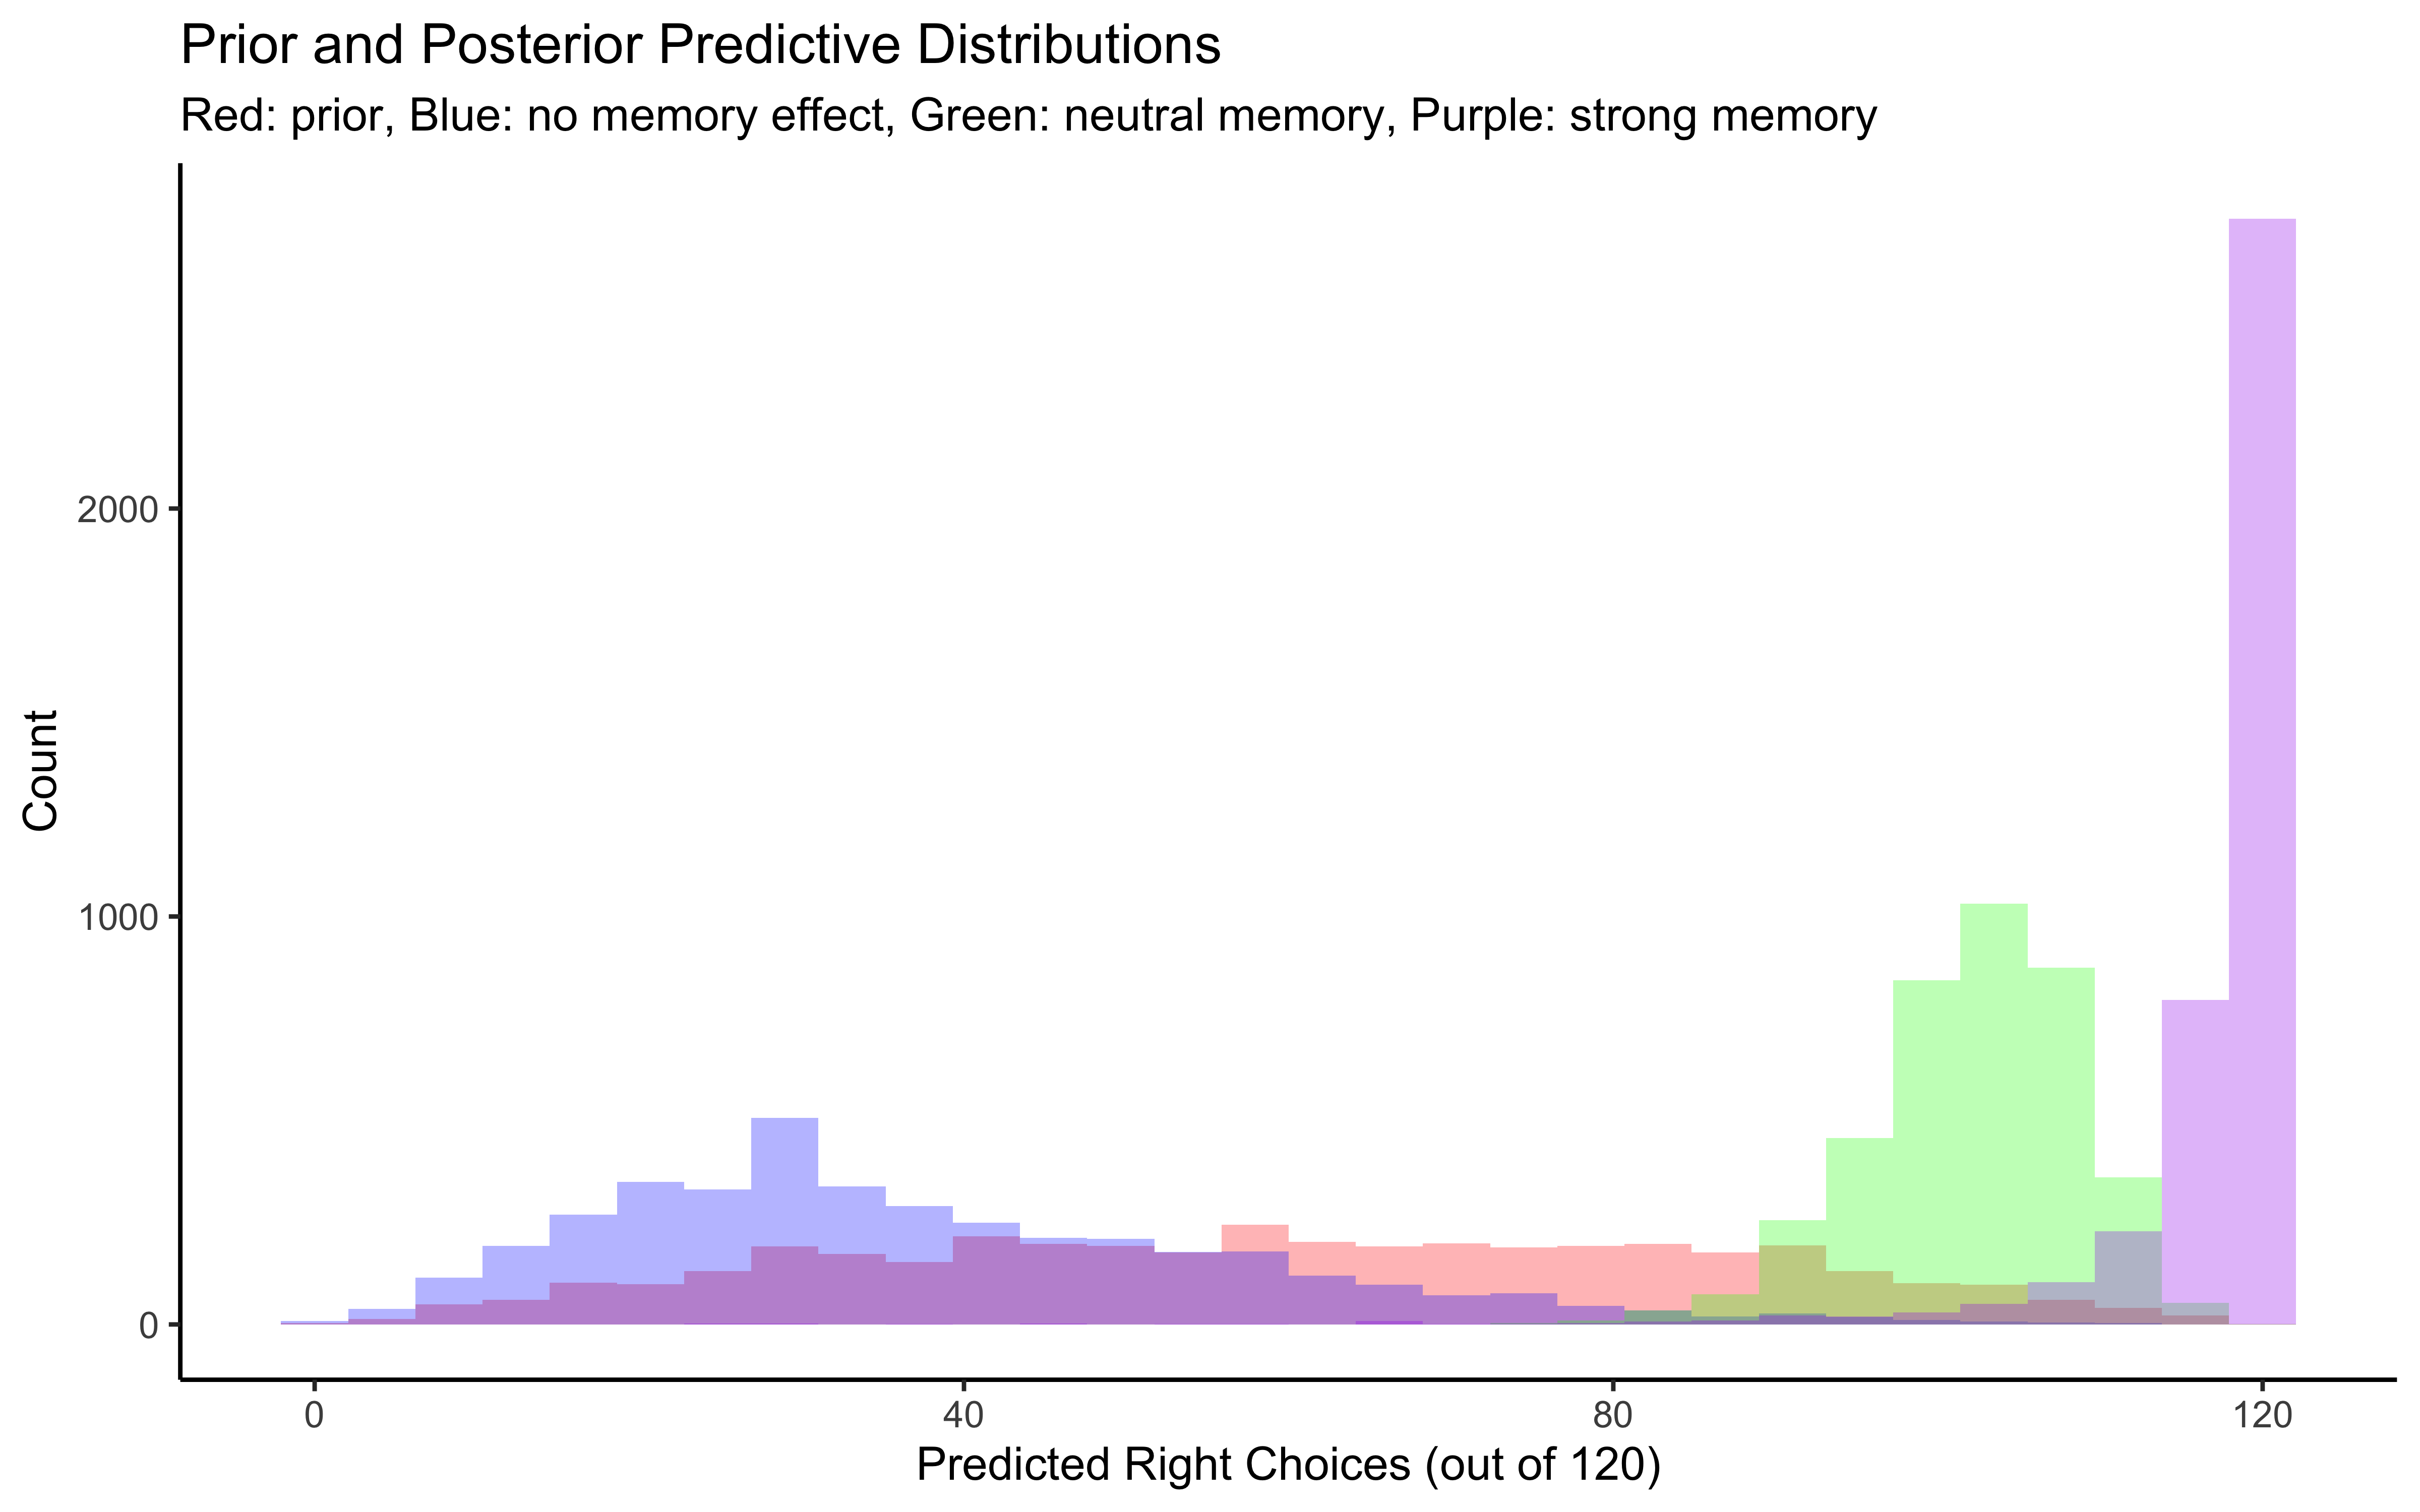 Prior and Posterior Predictive Distributions
Red: prior, Blue: no memory effect, Green: neutral memory, Purple: strong memory
Count
2000
1000
0
0 40 80 120
Predicted Right Choices (out of 120)